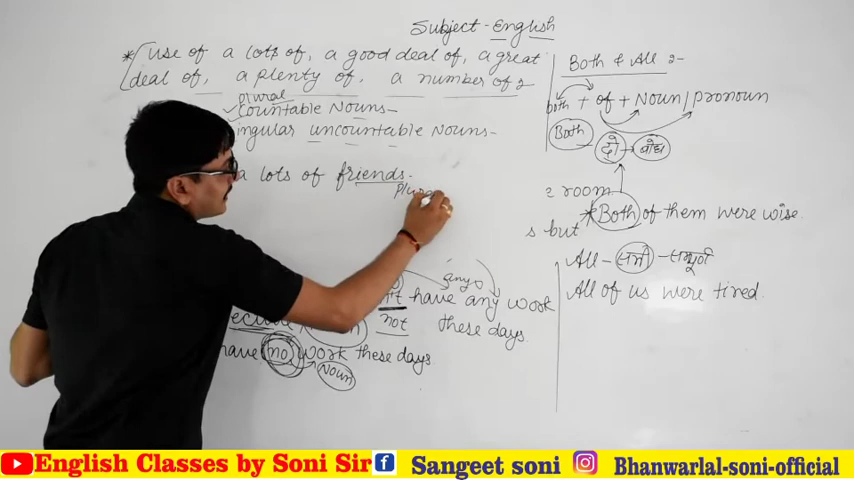 Subject - English
* Use of a lots of, a good deal of, a great
deal of, a plenty of, a number of :-
plural
Countable Nouns-
ingular uncountable Nouns-
a lots of friends.
any
have any work
not these days.
have no work these days.
Noun
Both & All :-
both + of + Noun/pronoun
Both दो
2 room
* Both of them were wise.
s but
All - सभी - सम्पूर्ण
All of us were tired.
English Classes by Soni Sir Sangeet soni Bhanwarlal-soni-official